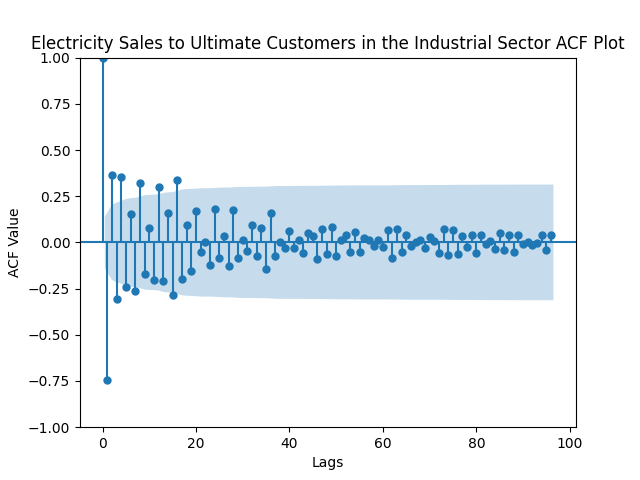 Electricity Sales to Ultimate Customers in the Industrial Sector ACF Plot
1.00
0.75
0.50
0.25
0.00
−0.25
−0.50
−0.75
−1.00
ACF Value
0 20 40 60 80 100
Lags